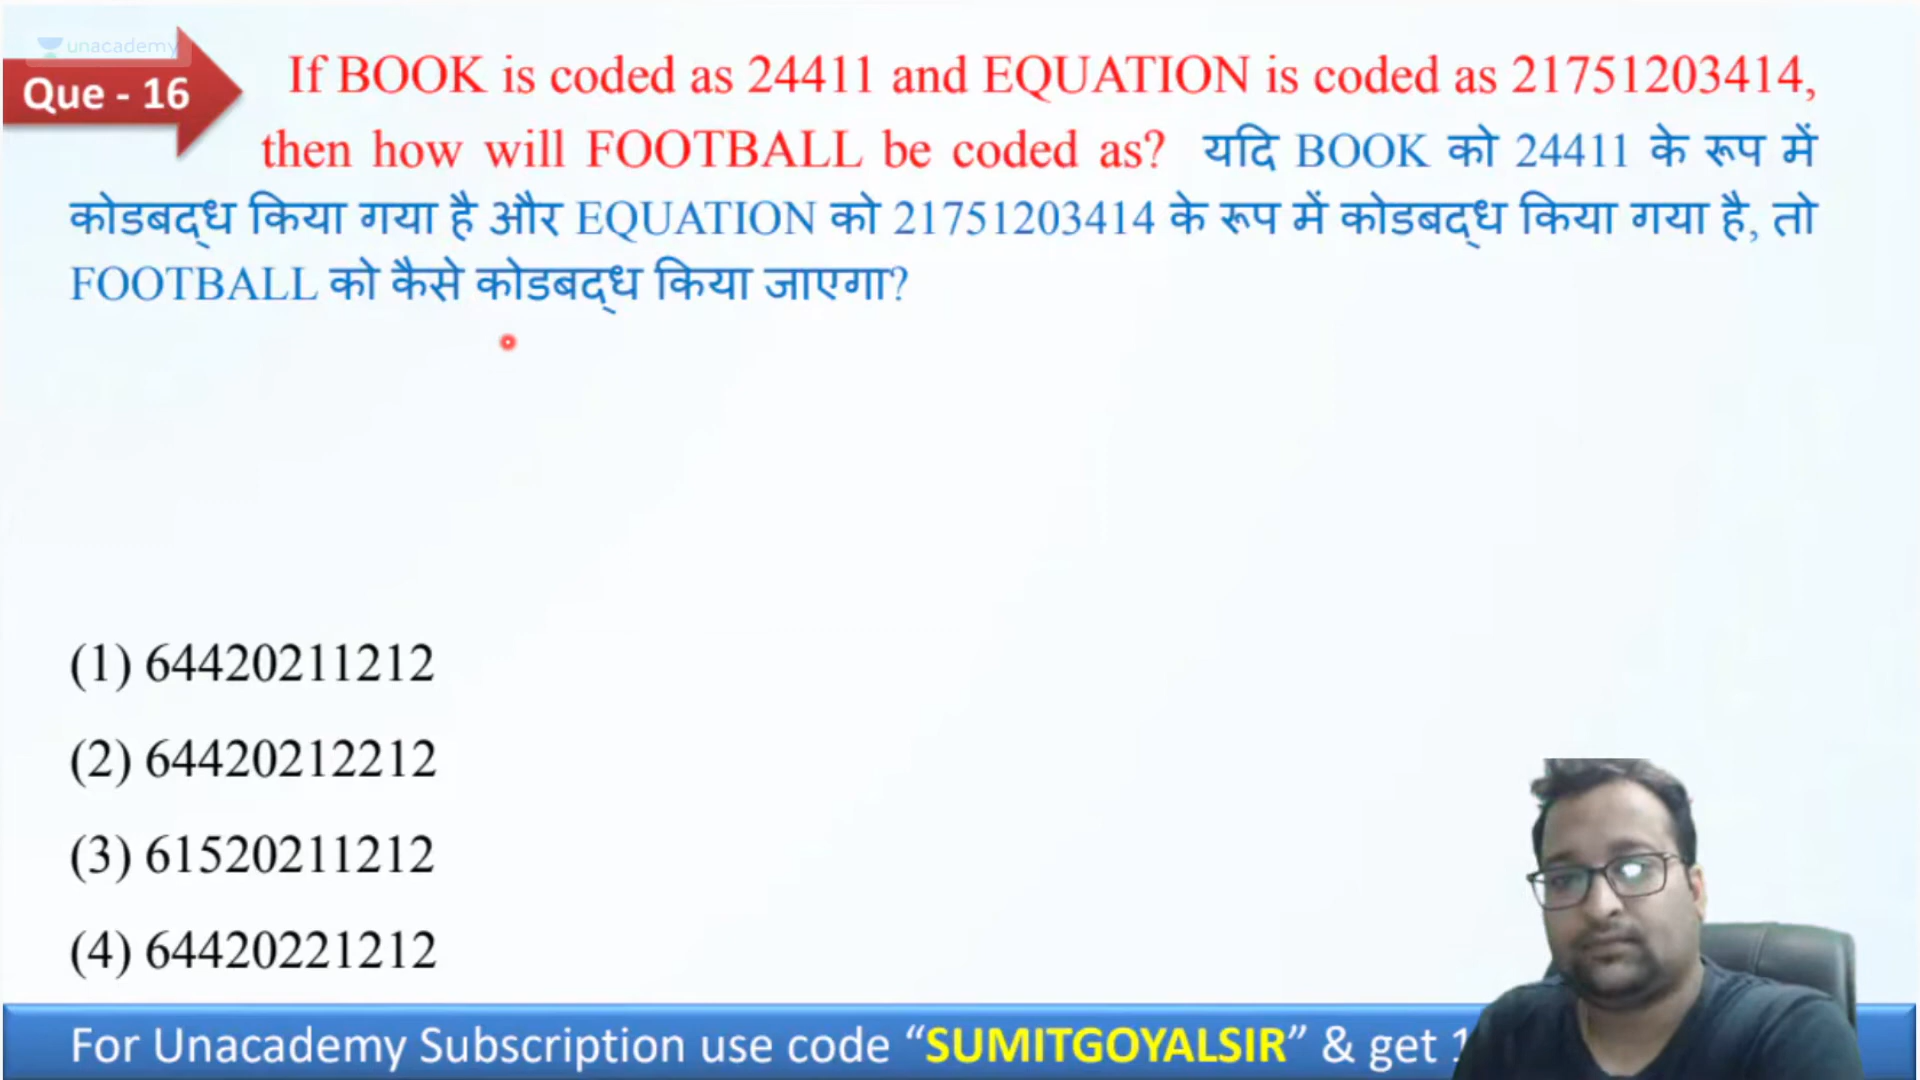 unacademy
Que - 16
If BOOK is coded as 24411 and EQUATION is coded as 21751203414,
then how will FOOTBALL be coded as? यदि BOOK को 24411 के रूप में
कोडबद्ध किया गया है और EQUATION को 21751203414 के रूप में कोडबद्ध किया गया है, तो
FOOTBALL को कैसे कोडबद्ध किया जाएगा?
(1) 64420211212
(2) 64420212212
(3) 61520211212
(4) 64420221212
For Unacademy Subscription use code “SUMITGOYALSIR” & get 1